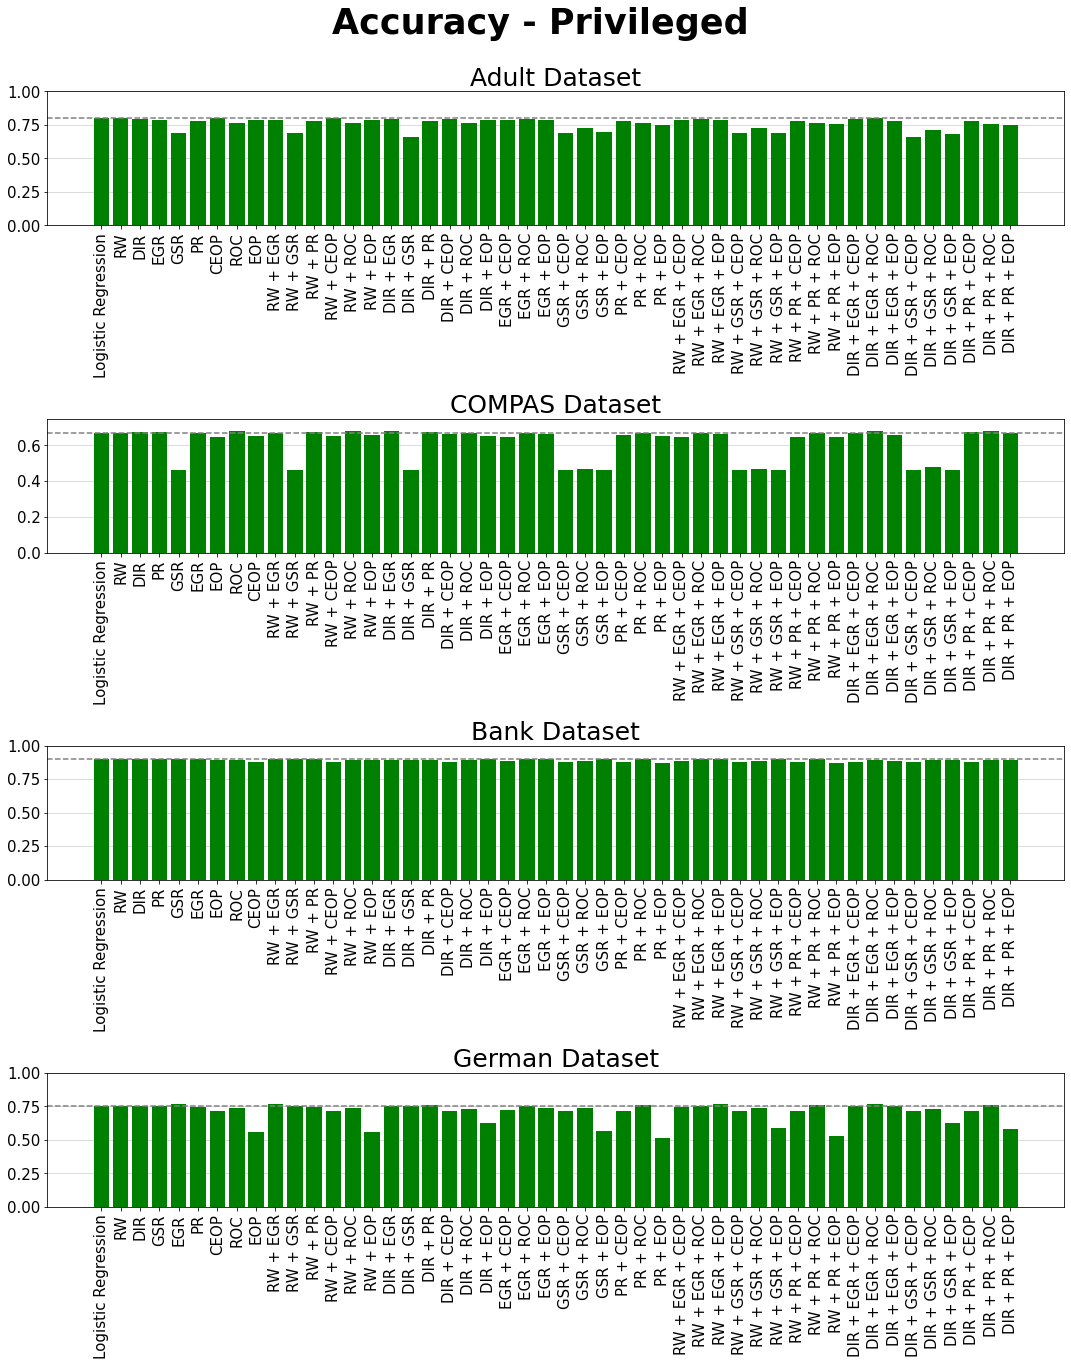 Accuracy - Privileged
Adult Dataset
1.00
0.75
0.50
0.25
0.00
Logistic Regression
RW
DIR
EGR
GSR
PR
CEOP
ROC
EOP
RW + EGR
RW + GSR
RW + PR
RW + CEOP
RW + ROC
RW + EOP
DIR + EGR
DIR + GSR
DIR + PR
DIR + CEOP
DIR + ROC
DIR + EOP
EGR + CEOP
EGR + ROC
EGR + EOP
GSR + CEOP
GSR + ROC
GSR + EOP
PR + CEOP
PR + ROC
PR + EOP
RW + EGR + CEOP
RW + EGR + ROC
RW + EGR + EOP
RW + GSR + CEOP
RW + GSR + ROC
RW + GSR + EOP
RW + PR + CEOP
RW + PR + ROC
RW + PR + EOP
DIR + EGR + CEOP
DIR + EGR + ROC
DIR + EGR + EOP
DIR + GSR + CEOP
DIR + GSR + ROC
DIR + GSR + EOP
DIR + PR + CEOP
DIR + PR + ROC
DIR + PR + EOP
COMPAS Dataset
0.6
0.4
0.2
0.0
Logistic Regression
RW
DIR
PR
GSR
EGR
EOP
ROC
CEOP
RW + EGR
RW + GSR
RW + PR
RW + CEOP
RW + ROC
RW + EOP
DIR + EGR
DIR + GSR
DIR + PR
DIR + CEOP
DIR + ROC
DIR + EOP
EGR + CEOP
EGR + ROC
EGR + EOP
GSR + CEOP
GSR + ROC
GSR + EOP
PR + CEOP
PR + ROC
PR + EOP
RW + EGR + CEOP
RW + EGR + ROC
RW + EGR + EOP
RW + GSR + CEOP
RW + GSR + ROC
RW + GSR + EOP
RW + PR + CEOP
RW + PR + ROC
RW + PR + EOP
DIR + EGR + CEOP
DIR + EGR + ROC
DIR + EGR + EOP
DIR + GSR + CEOP
DIR + GSR + ROC
DIR + GSR + EOP
DIR + PR + CEOP
DIR + PR + ROC
DIR + PR + EOP
Bank Dataset
1.00
0.75
0.50
0.25
0.00
Logistic Regression
RW
DIR
PR
GSR
EGR
EOP
ROC
CEOP
RW + EGR
RW + GSR
RW + PR
RW + CEOP
RW + ROC
RW + EOP
DIR + EGR
DIR + GSR
DIR + PR
DIR + CEOP
DIR + ROC
DIR + EOP
EGR + CEOP
EGR + ROC
EGR + EOP
GSR + CEOP
GSR + ROC
GSR + EOP
PR + CEOP
PR + ROC
PR + EOP
RW + EGR + CEOP
RW + EGR + ROC
RW + EGR + EOP
RW + GSR + CEOP
RW + GSR + ROC
RW + GSR + EOP
RW + PR + CEOP
RW + PR + ROC
RW + PR + EOP
DIR + EGR + CEOP
DIR + EGR + ROC
DIR + EGR + EOP
DIR + GSR + CEOP
DIR + GSR + ROC
DIR + GSR + EOP
DIR + PR + CEOP
DIR + PR + ROC
DIR + PR + EOP
German Dataset
1.00
0.75
0.50
0.25
0.00
Logistic Regression
RW
DIR
GSR
EGR
PR
CEOP
ROC
EOP
RW + EGR
RW + GSR
RW + PR
RW + CEOP
RW + ROC
RW + EOP
DIR + EGR
DIR + GSR
DIR + PR
DIR + CEOP
DIR + ROC
DIR + EOP
EGR + CEOP
EGR + ROC
EGR + EOP
GSR + CEOP
GSR + ROC
GSR + EOP
PR + CEOP
PR + ROC
PR + EOP
RW + EGR + CEOP
RW + EGR + ROC
RW + EGR + EOP
RW + GSR + CEOP
RW + GSR + ROC
RW + GSR + EOP
RW + PR + CEOP
RW + PR + ROC
RW + PR + EOP
DIR + EGR + CEOP
DIR + EGR + ROC
DIR + EGR + EOP
DIR + GSR + CEOP
DIR + GSR + ROC
DIR + GSR + EOP
DIR + PR + CEOP
DIR + PR + ROC
DIR + PR + EOP